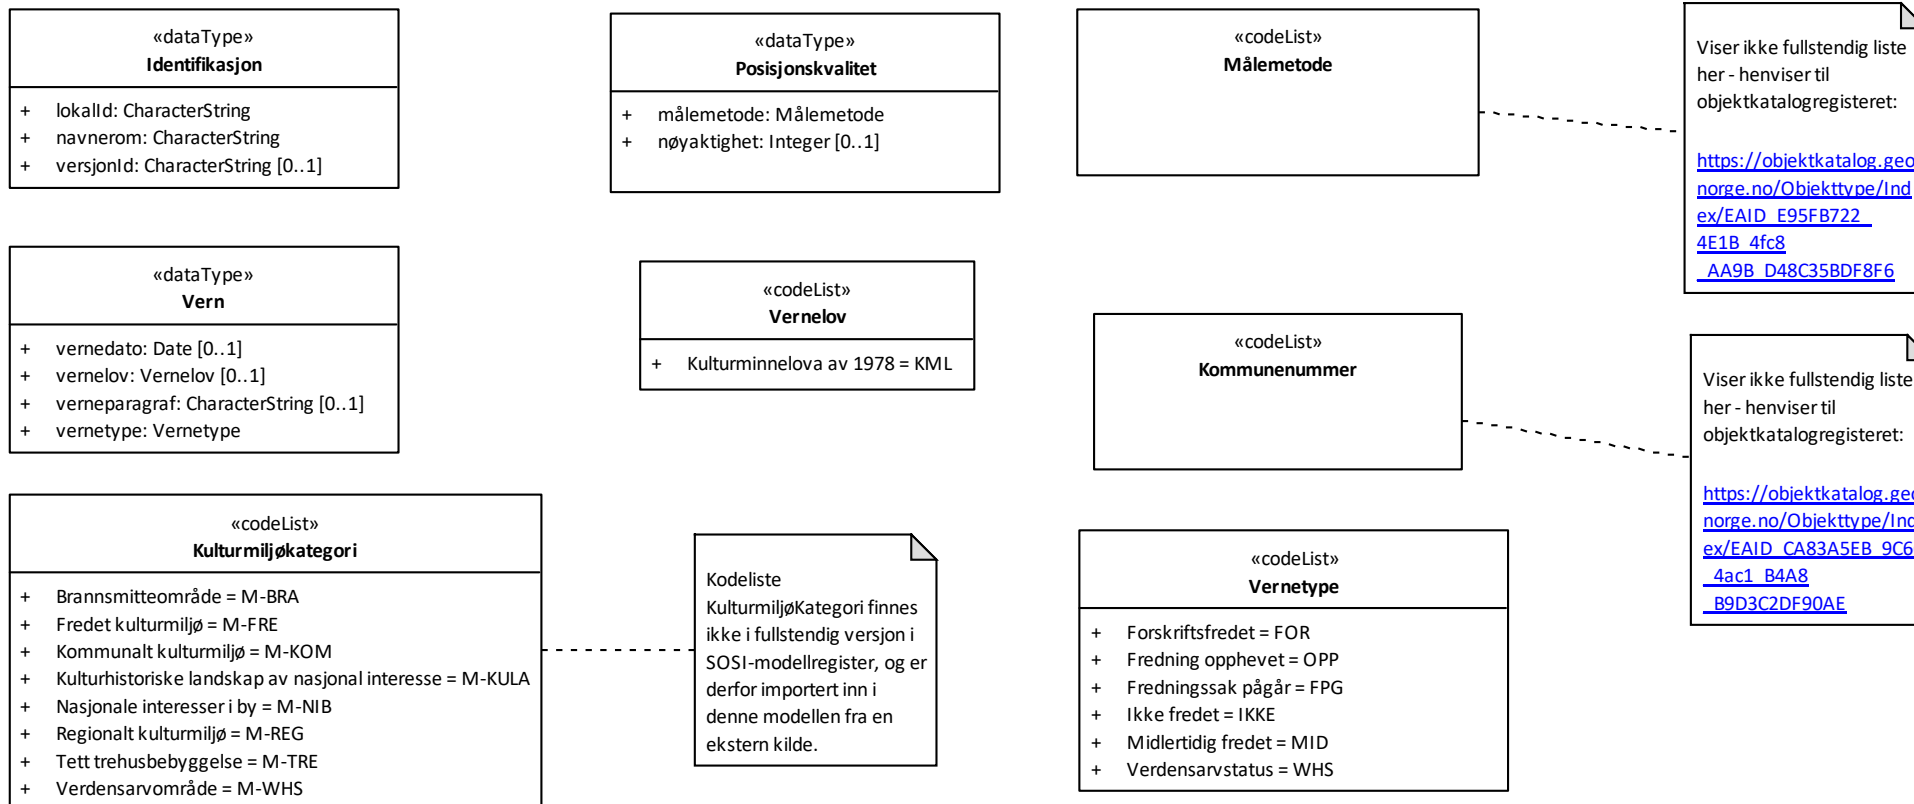 «dataType»
Identifikasjon
+ lokalId: CharacterString
+ navnerom: CharacterString
+ versjonId: CharacterString [0..1]
«dataType»
Posisjonskvalitet
+ målemetode: Målemetode
+ nøyaktighet: Integer [0..1]
«codeList»
Målemetode
Viser ikke fullstendig liste
her - henviser til
objektkatalogregisteret:
https://objektkatalog.geo
norge.no/Objekttype/Ind
ex/EAID_E95FB722_
4E1B_4fc8
_AA9B_D48C35BDF8F6
«dataType»
Vern
+ vernedato: Date [0..1]
+ vernelov: Vernelov [0..1]
+ verneparagraf: CharacterString [0..1]
+ vernetype: Vernetype
«codeList»
Vernelov
+ Kulturminnelova av 1978 = KML
«codeList»
Kommunenummer
Viser ikke fullstendig liste
her - henviser til
objektkatalogregisteret:
https://objektkatalog.geo
norge.no/Objekttype/Ind
ex/EAID_CA83A5EB_9C6
_4ac1_B4A8
_B9D3C2DF90AE
«codeList»
Kulturmiljøkategori
+ Brannsmitteområde = M-BRA
+ Fredet kulturmiljø = M-FRE
+ Kommunalt kulturmiljø = M-KOM
+ Kulturhistoriske landskap av nasjonal interesse = M-KULA
+ Nasjonale interesser i by = M-NIB
+ Regionalt kulturmiljø = M-REG
+ Tett trehusbebyggelse = M-TRE
+ Verdensarvområde = M-WHS
Kodeliste
KulturmiljøKategori finnes
ikke i fullstendig versjon i
SOSI-modellregister, og er
derfor importert inn i
denne modellen fra en
ekstern kilde.
«codeList»
Vernetype
+ Forskriftsfredet = FOR
+ Fredning opphevet = OPP
+ Fredningssak pågår = FPG
+ Ikke fredet = IKKE
+ Midlertidig fredet = MID
+ Verdensarvstatus = WHS